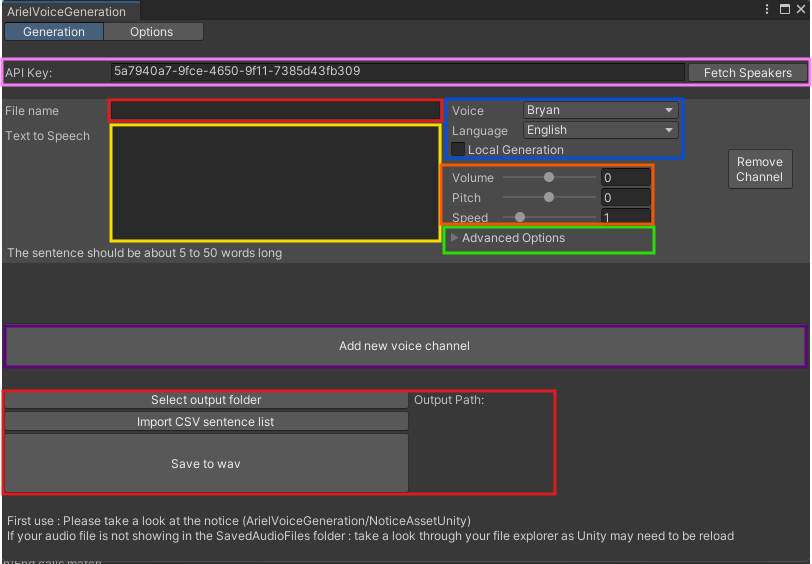 ArielVoiceGeneration
Generation Options
API Key: 5a7940a7-9fce-4650-9f11-7385d43fb309 Fetch Speakers
File name
Voice Bryan
Text to Speech
Language English
Local Generation
Volume 0
Remove Channel
Pitch 0
Speed 1
Advanced Options
The sentence should be about 5 to 50 words long
Add new voice channel
Select output folder Output Path:
Import CSV sentence list
Save to wav
First use : Please take a look at the notice (ArielVoiceGeneration/NoticeAssetUnity)
If your audio file is not showing in the SavedAudioFiles folder : take a look through your file explorer as Unity may need to be reload
calls match